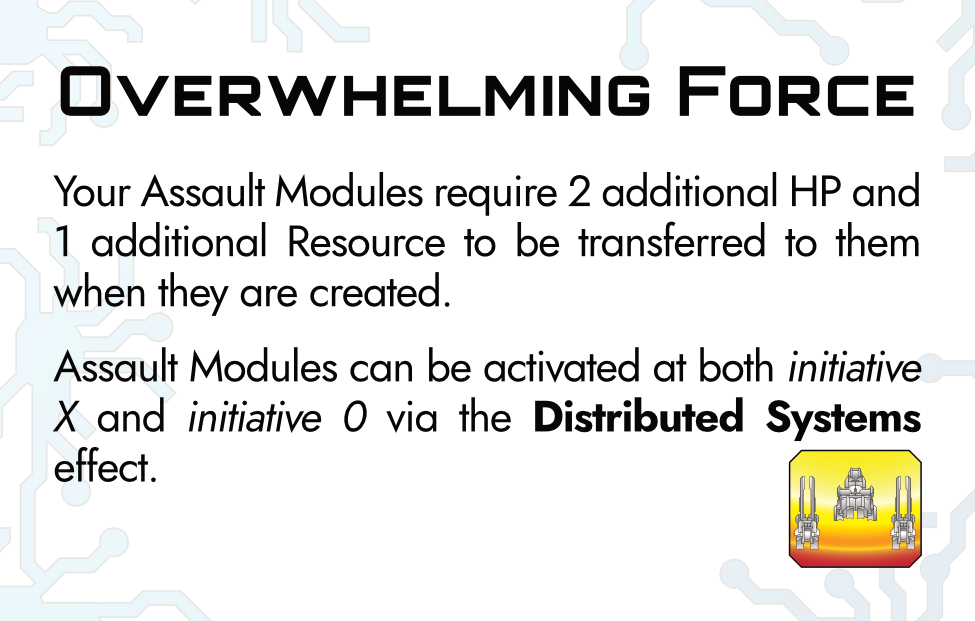 Overwhelming Force
Your Assault Modules require 2 additional HP and
1 additional Resource to be transferred to them
when they are created.
Assault Modules can be activated at both initiative
X and initiative 0 via the Distributed Systems
effect.